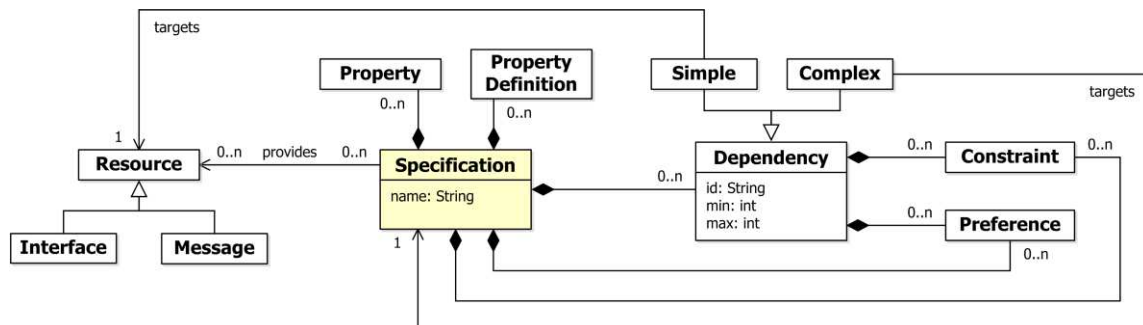 targets
Property
Property
Definition
Simple
Complex
targets
0..n
0..n
1
0..n
provides
0..n
Resource
Specification
name: String
0..n
Dependency
id: String
min: int
max: int
0..n
Constraint
0..n
0..n
Preference
0..n
Interface
Message
1